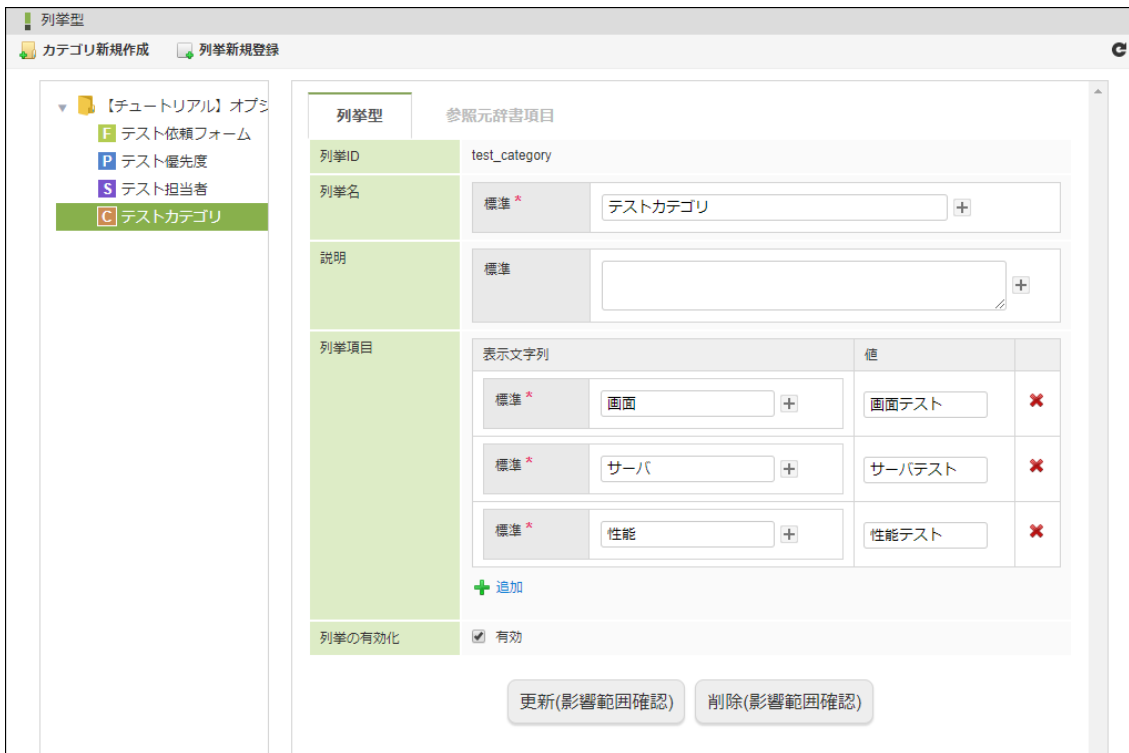 列挙型
カテゴリ新規作成 列挙新規登録
【チュートリアル】オプシ
F テスト依頼フォーム
P テスト優先度
S テスト担当者
C テストカテゴリ
列挙型 参照元辞書項目
列挙ID test_category
列挙名 標準 * テストカテゴリ
説明 標準
列挙項目 表示文字列 値
標準 * 画面 画面テスト
標準 * サーバ サーバテスト
標準 * 性能 性能テスト
追加
列挙の有効化 有効
更新(影響範囲確認) 削除(影響範囲確認)